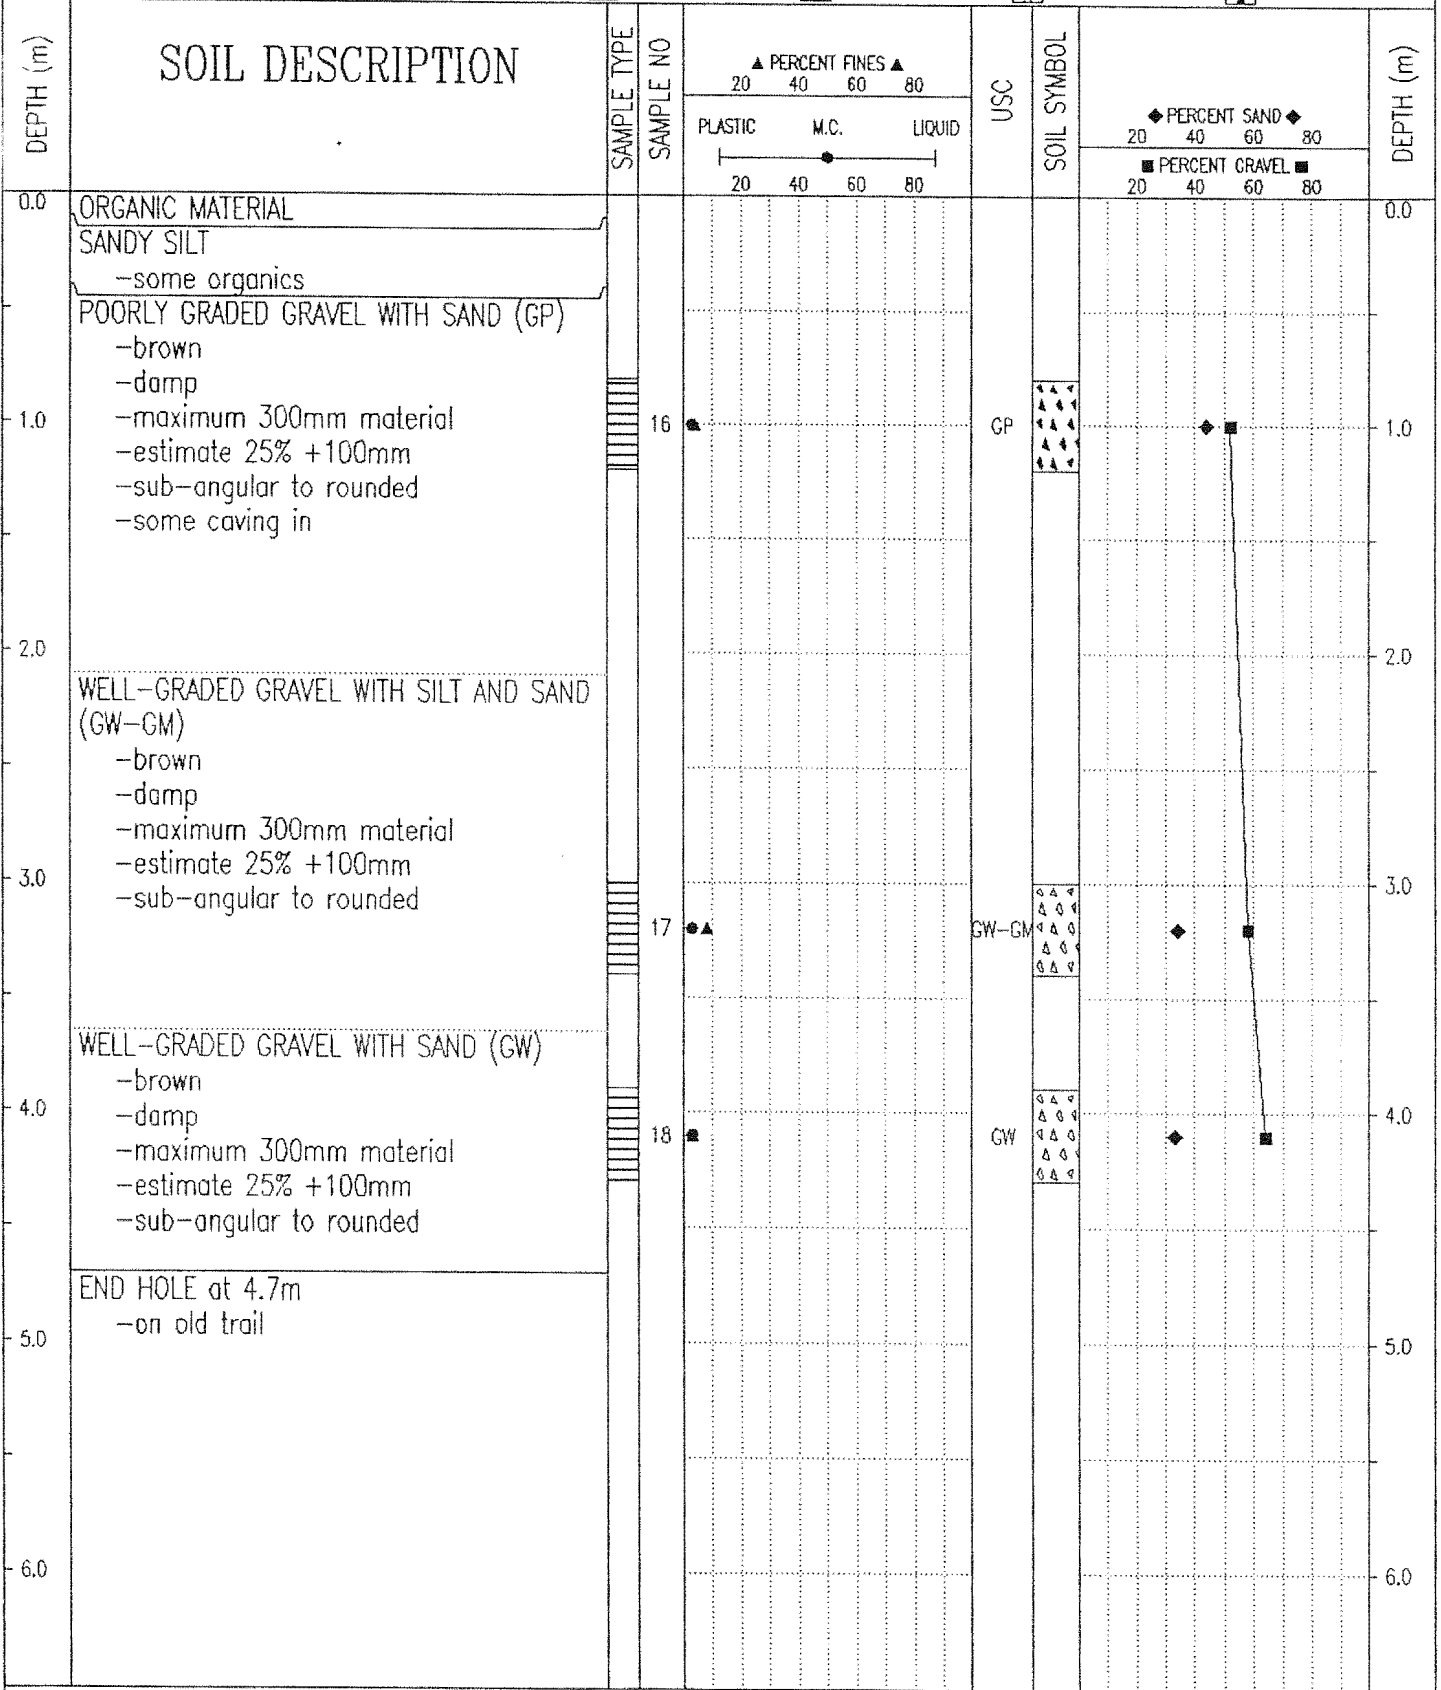 DEPTH (m)
SOIL DESCRIPTION
SAMPLE TYPE
SAMPLE NO
▲ PERCENT FINES ▲
20 40 60 80
PLASTIC M.C. LIQUID
20 40 60 80
USC
SOIL SYMBOL
◆ PERCENT SAND ◆
20 40 60 80
■ PERCENT GRAVEL ■
20 40 60 80
DEPTH (m)
0.0
ORGANIC MATERIAL
0.0
SANDY SILT
-some organics
POORLY GRADED GRAVEL WITH SAND (GP)
-brown
-damp
1.0
-maximum 300mm material
16
GP
1.0
-estimate 25% +100mm
-sub-angular to rounded
-some caving in
2.0
2.0
WELL-GRADED GRAVEL WITH SILT AND SAND
(GW-GM)
-brown
-damp
-maximum 300mm material
-estimate 25% +100mm
3.0
3.0
-sub-angular to rounded
17
GW-GM
WELL-GRADED GRAVEL WITH SAND (GW)
-brown
4.0
-damp
4.0
18
GW
-maximum 300mm material
-estimate 25% +100mm
-sub-angular to rounded
END HOLE at 4.7m
-on old trail
5.0
5.0
6.0
6.0